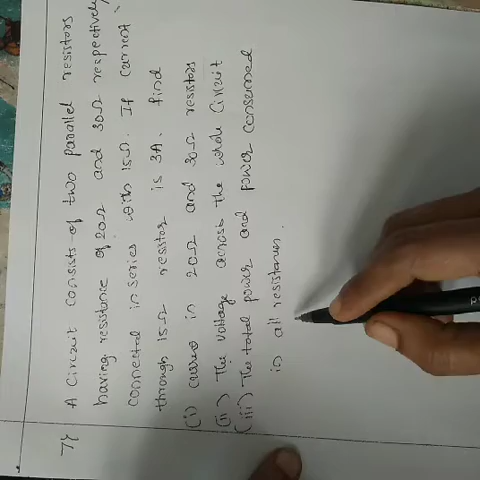 7} A Circuit consists of two parallel resistors
having resistance of 20Ω and 30Ω respectively
connected in series with 15Ω. If current
through 15Ω resistor is 3A. find
(i) current in 20Ω and 30Ω resistors
(ii) The voltage across the whole Circuit
(iii) The total power and power consumed
in all resistances.